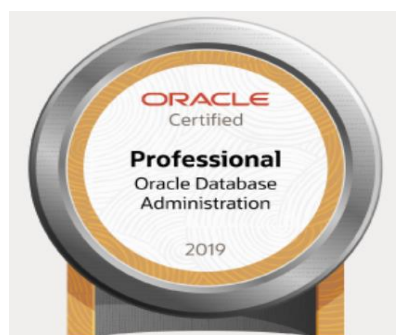 ORACLE
Certified
Professional
Oracle Database
Administration
2019